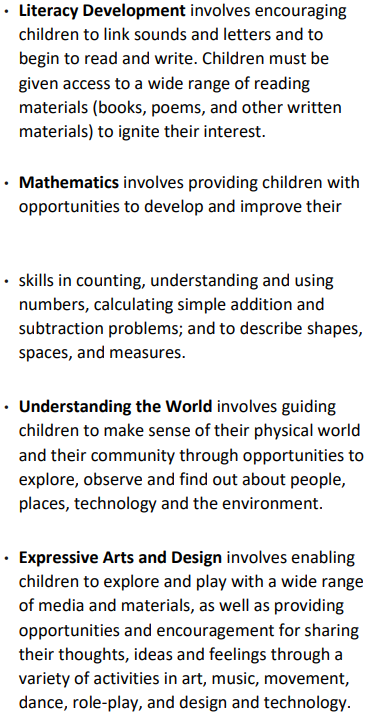 • Literacy Development involves encouraging
children to link sounds and letters and to
begin to read and write. Children must be
given access to a wide range of reading
materials (books, poems, and other written
materials) to ignite their interest.
• Mathematics involves providing children with
opportunities to develop and improve their
• skills in counting, understanding and using
numbers, calculating simple addition and
subtraction problems; and to describe shapes,
spaces, and measures.
• Understanding the World involves guiding
children to make sense of their physical world
and their community through opportunities to
explore, observe and find out about people,
places, technology and the environment.
• Expressive Arts and Design involves enabling
children to explore and play with a wide range
of media and materials, as well as providing
opportunities and encouragement for sharing
their thoughts, ideas and feelings through a
variety of activities in art, music, movement,
dance, role-play, and design and technology.